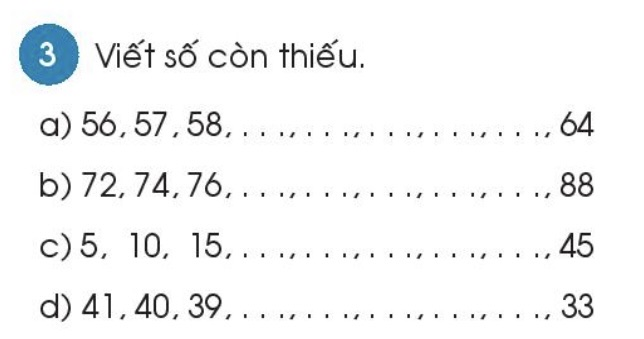 3 Viết số còn thiếu.
a) 56, 57, 58, . . ., . . ., . . ., . . ., . . ., 64
b) 72, 74, 76, . . ., . . ., . . ., . . ., . . ., 88
c) 5, 10, 15, . . ., . . ., . . ., . . ., . . ., 45
d) 41, 40, 39, . . ., . . ., . . ., . . ., . . ., 33